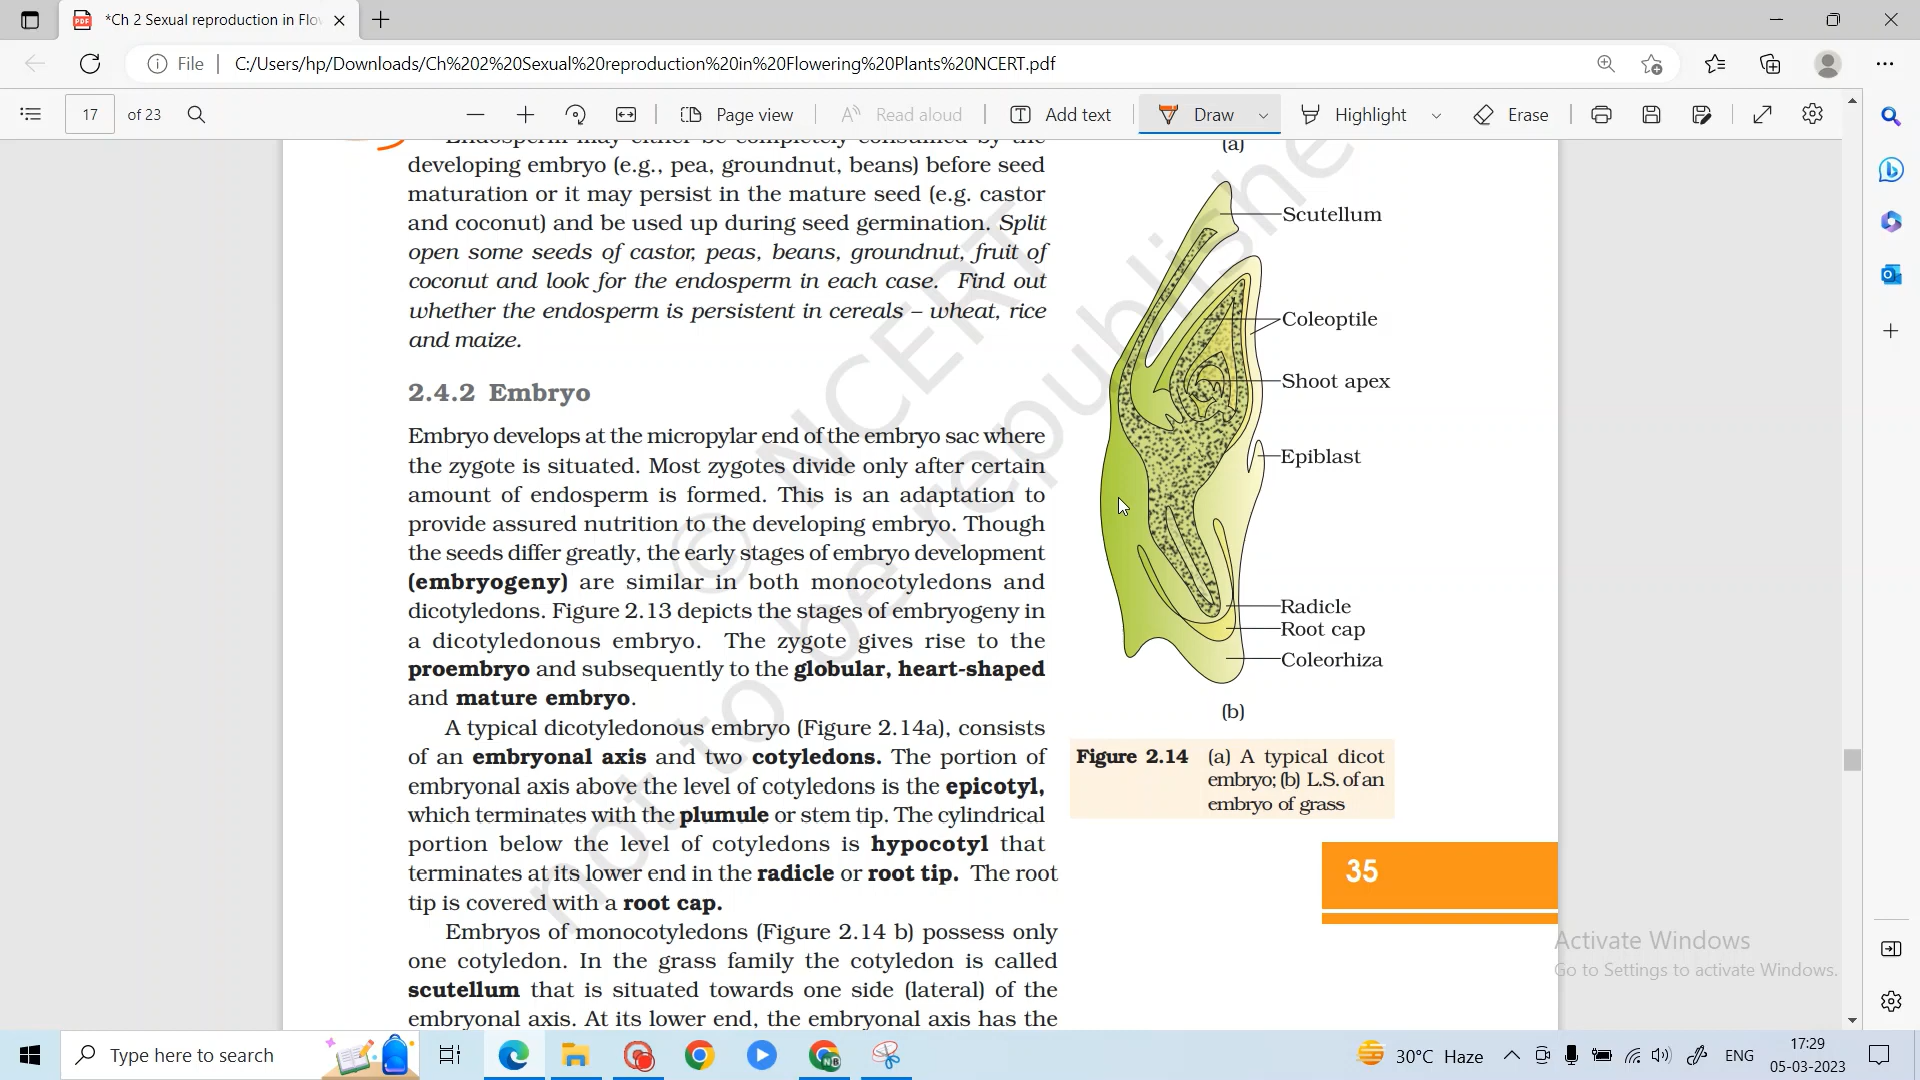 *Ch 2 Sexual reproduction in Flo
File
C:/Users/hp/Downloads/Ch%202%20Sexual%20reproduction%20in%20Flowering%20Plants%20NCERT.pdf
17 of 23
Page view
Read aloud
Add text
Draw
Highlight
Erase
Endosperm may either be completely consumed by the
developing embryo (e.g., pea, groundnut, beans) before seed
maturation or it may persist in the mature seed (e.g. castor
and coconut) and be used up during seed germination. Split
open some seeds of castor, peas, beans, groundnut, fruit of
coconut and look for the endosperm in each case. Find out
whether the endosperm is persistent in cereals – wheat, rice
and maize.
2.4.2 Embryo
Embryo develops at the micropylar end of the embryo sac where
the zygote is situated. Most zygotes divide only after certain
amount of endosperm is formed. This is an adaptation to
provide assured nutrition to the developing embryo. Though
the seeds differ greatly, the early stages of embryo development
(embryogeny) are similar in both monocotyledons and
dicotyledons. Figure 2.13 depicts the stages of embryogeny in
a dicotyledonous embryo. The zygote gives rise to the
proembryo and subsequently to the globular, heart-shaped
and mature embryo.
A typical dicotyledonous embryo (Figure 2.14a), consists
of an embryonal axis and two cotyledons. The portion of
embryonal axis above the level of cotyledons is the epicotyl,
which terminates with the plumule or stem tip. The cylindrical
portion below the level of cotyledons is hypocotyl that
terminates at its lower end in the radicle or root tip. The root
tip is covered with a root cap.
Embryos of monocotyledons (Figure 2.14 b) possess only
one cotyledon. In the grass family the cotyledon is called
scutellum that is situated towards one side (lateral) of the
embryonal axis. At its lower end, the embryonal axis has the
(a)
Scutellum
Coleoptile
Shoot apex
Epiblast
Radicle
Root cap
Coleorhiza
(b)
Figure 2.14 (a) A typical dicot
embryo; (b) L.S. of an
embryo of grass
35
© NCERT
not to be republishe
Activate Windows
Go to Settings to activate Windows.
Type here to search
30°C Haze
ENG
17:29
05-03-2023